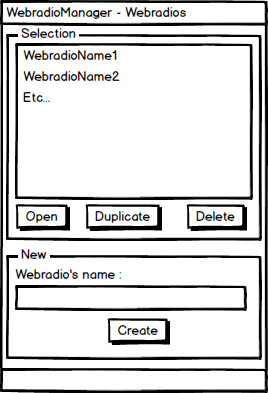 WebradioManager - Webradios
Selection
WebradioName1
WebradioName2
Etc...
Open Duplicate Delete
New
Webradio's name :
Create